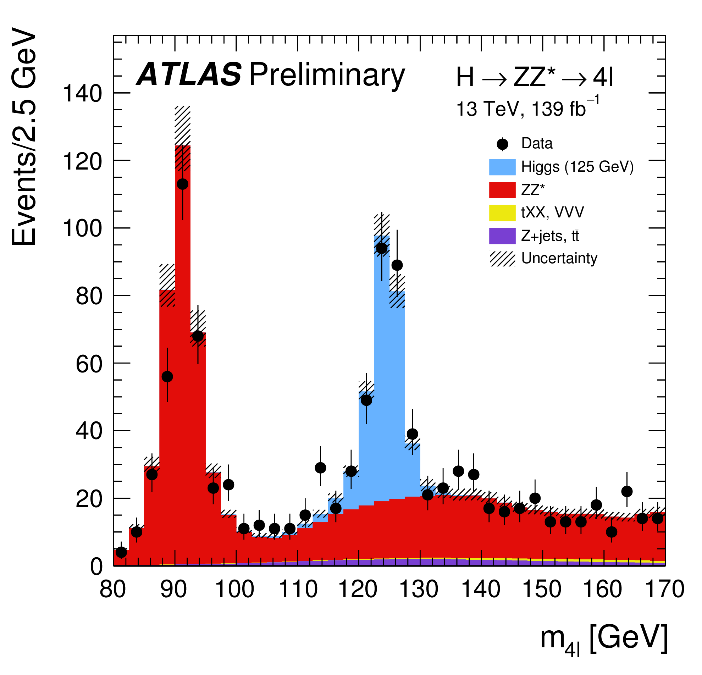 ATLAS Preliminary
H → ZZ* → 4l
13 TeV, 139 fb⁻¹
Data
Higgs (125 GeV)
ZZ*
tXX, VVV
Z+jets, tt
Uncertainty
Events/2.5 GeV
140
120
100
80
60
40
20
0
80 90 100 110 120 130 140 150 160 170
m4l [GeV]